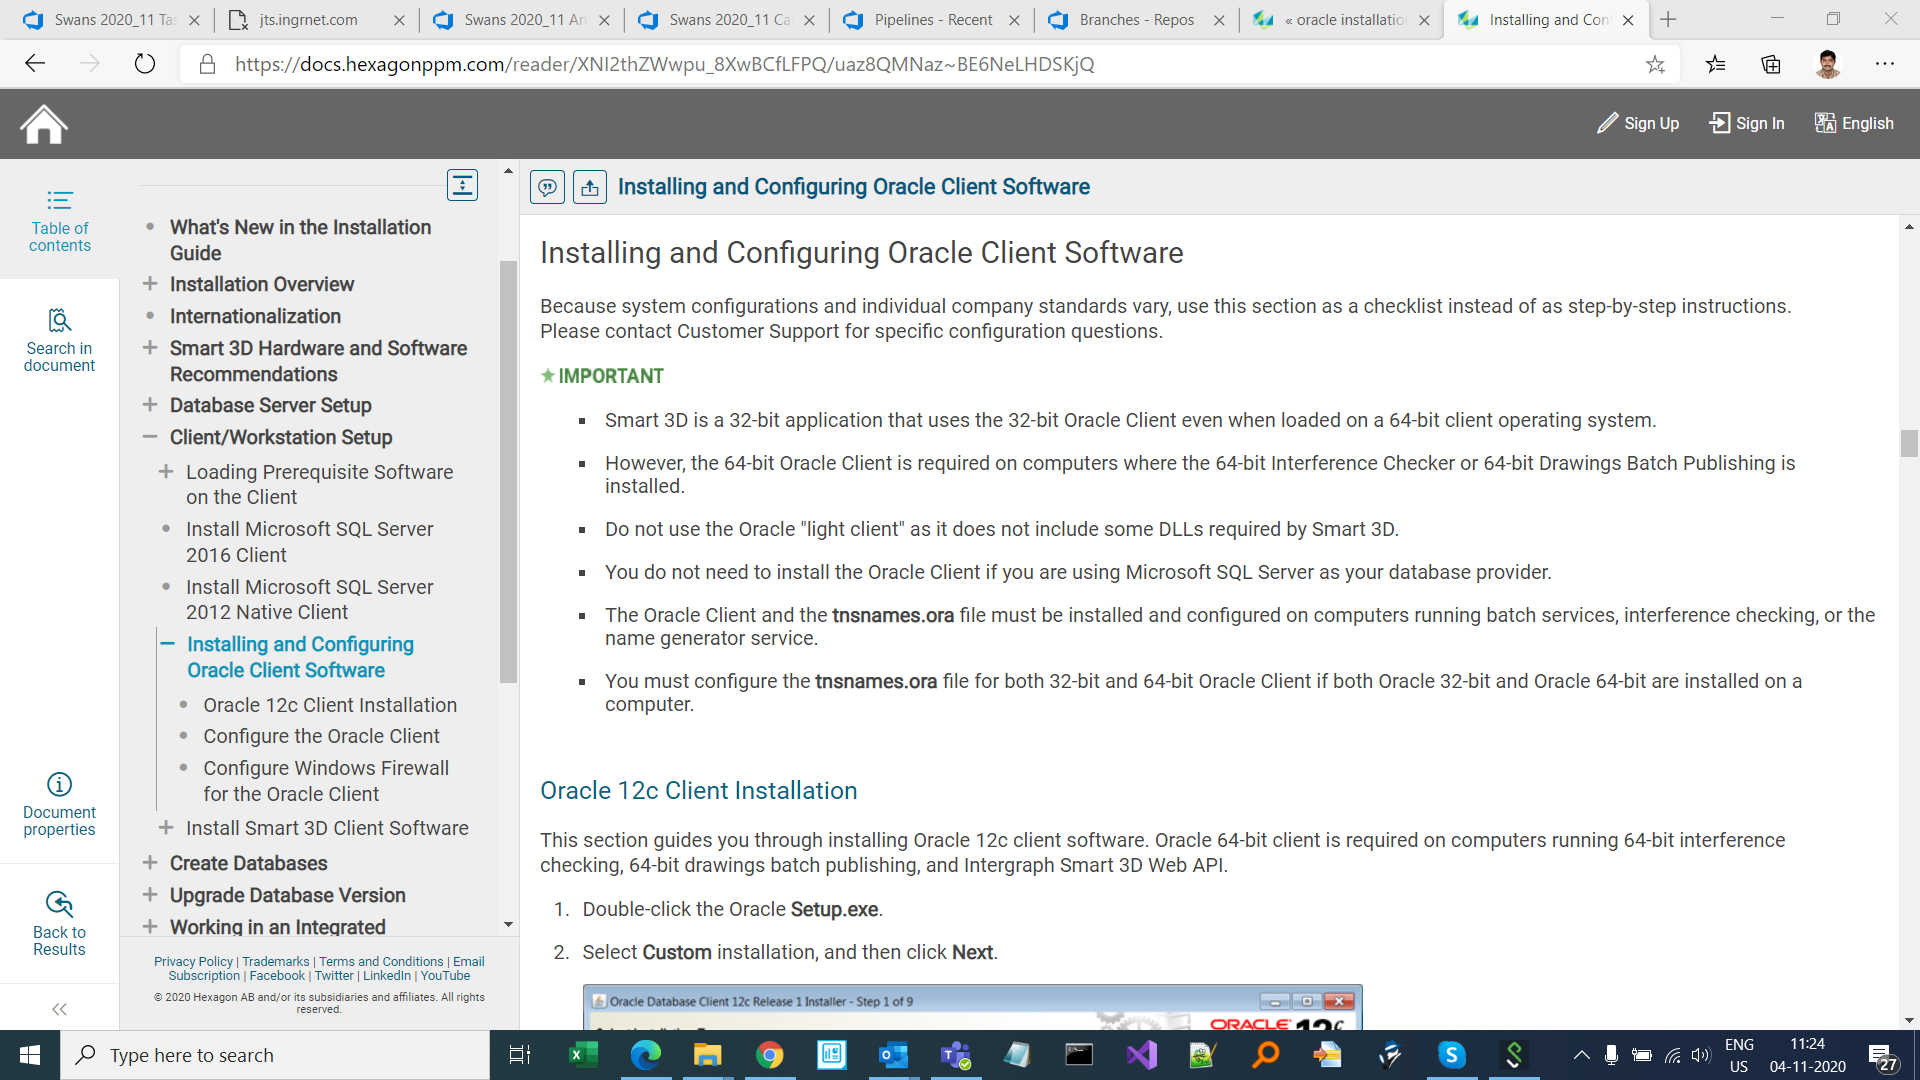 Swans 2020_11 Tas
jts.ingrnet.com
Swans 2020_11 An
Swans 2020_11 Ca
Pipelines - Recent
Branches - Repos
« oracle installatio
Installing and Con
https://docs.hexagonppm.com/reader/XNI2thZWwpu_8XwBCfLFPQ/uaz8QMNaz~BE6NeLHDSKjQ
Sign Up
Sign In
English
Table of
contents
Search in
document
Document
properties
Back to
Results
What's New in the Installation
Guide
Installation Overview
Internationalization
Smart 3D Hardware and Software
Recommendations
Database Server Setup
Client/Workstation Setup
Loading Prerequisite Software
on the Client
Install Microsoft SQL Server
2016 Client
Install Microsoft SQL Server
2012 Native Client
Installing and Configuring
Oracle Client Software
Oracle 12c Client Installation
Configure the Oracle Client
Configure Windows Firewall
for the Oracle Client
Install Smart 3D Client Software
Create Databases
Upgrade Database Version
Working in an Integrated
Privacy Policy | Trademarks | Terms and Conditions | Email
Subscription | Facebook | Twitter | LinkedIn | YouTube
© 2020 Hexagon AB and/or its subsidiaries and affiliates. All rights
reserved.
Installing and Configuring Oracle Client Software
Installing and Configuring Oracle Client Software
Because system configurations and individual company standards vary, use this section as a checklist instead of as step-by-step instructions.
Please contact Customer Support for specific configuration questions.
★ IMPORTANT
▪ Smart 3D is a 32-bit application that uses the 32-bit Oracle Client even when loaded on a 64-bit client operating system.
▪ However, the 64-bit Oracle Client is required on computers where the 64-bit Interference Checker or 64-bit Drawings Batch Publishing is
installed.
▪ Do not use the Oracle "light client" as it does not include some DLLs required by Smart 3D.
▪ You do not need to install the Oracle Client if you are using Microsoft SQL Server as your database provider.
▪ The Oracle Client and the tnsnames.ora file must be installed and configured on computers running batch services, interference checking, or the
name generator service.
▪ You must configure the tnsnames.ora file for both 32-bit and 64-bit Oracle Client if both Oracle 32-bit and Oracle 64-bit are installed on a
computer.
Oracle 12c Client Installation
This section guides you through installing Oracle 12c client software. Oracle 64-bit client is required on computers running 64-bit interference
checking, 64-bit drawings batch publishing, and Intergraph Smart 3D Web API.
1. Double-click the Oracle Setup.exe.
2. Select Custom installation, and then click Next.
Oracle Database Client 12c Release 1 Installer - Step 1 of 9
ORACLE 12c
Type here to search
ENG
US
11:24
04-11-2020
27